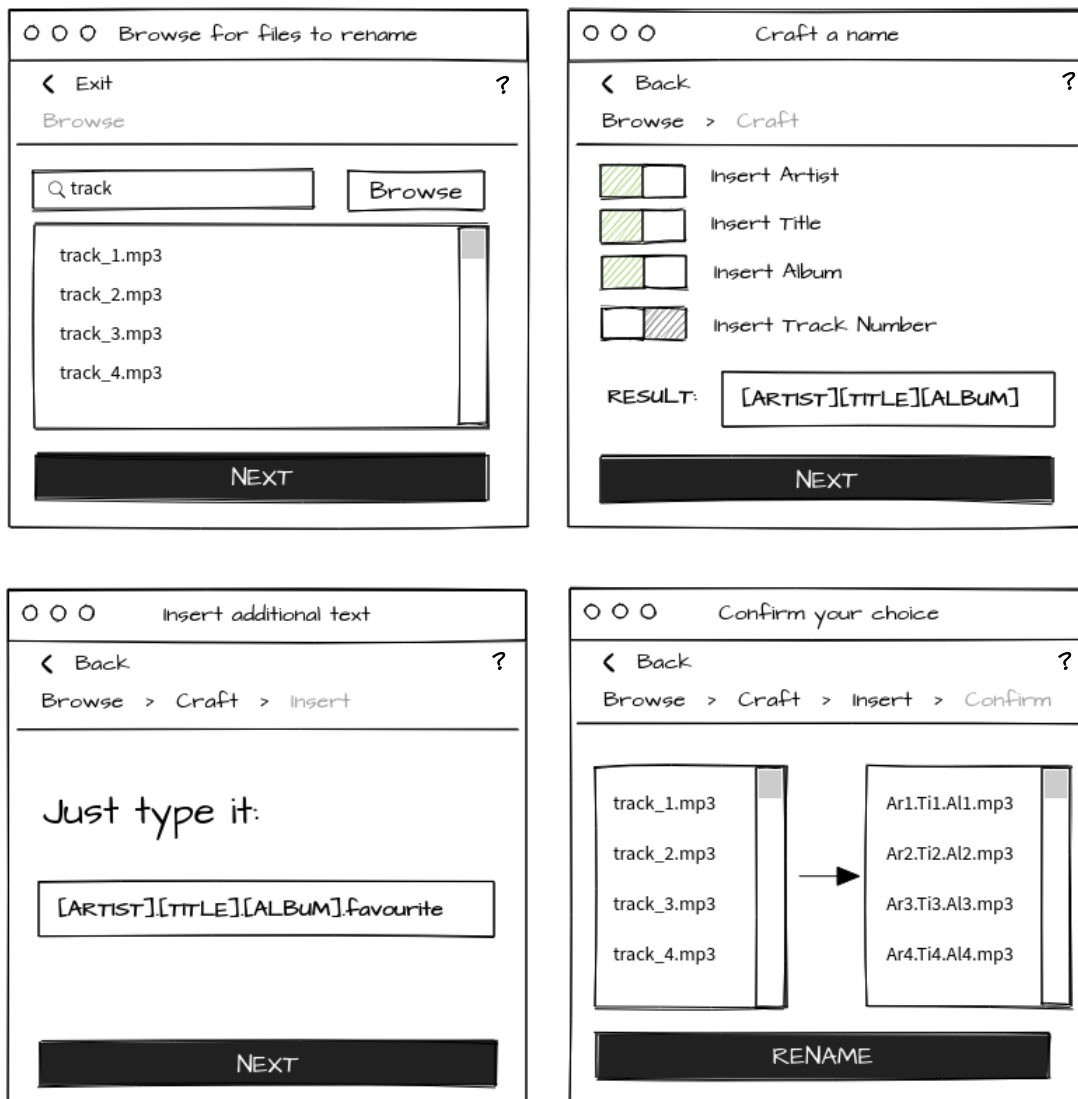 Browse for files to rename
Exit ?
Browse
track Browse
track_1.mp3
track_2.mp3
track_3.mp3
track_4.mp3
NEXT
Craft a name
Back ?
Browse > Craft
Insert Artist
Insert Title
Insert Album
Insert Track Number
RESULT: [ARTIST][TITLE][ALBUM]
NEXT
Insert additional text
Back ?
Browse > Craft > Insert
Just type it:
[ARTIST].[TITLE].[ALBUM].favourite
NEXT
Confirm your choice
Back ?
Browse > Craft > Insert > Confirm
track_1.mp3 Ar1.Ti1.Al1.mp3
track_2.mp3 Ar2.Ti2.Al2.mp3
track_3.mp3 Ar3.Ti3.Al3.mp3
track_4.mp3 Ar4.Ti4.Al4.mp3
RENAME